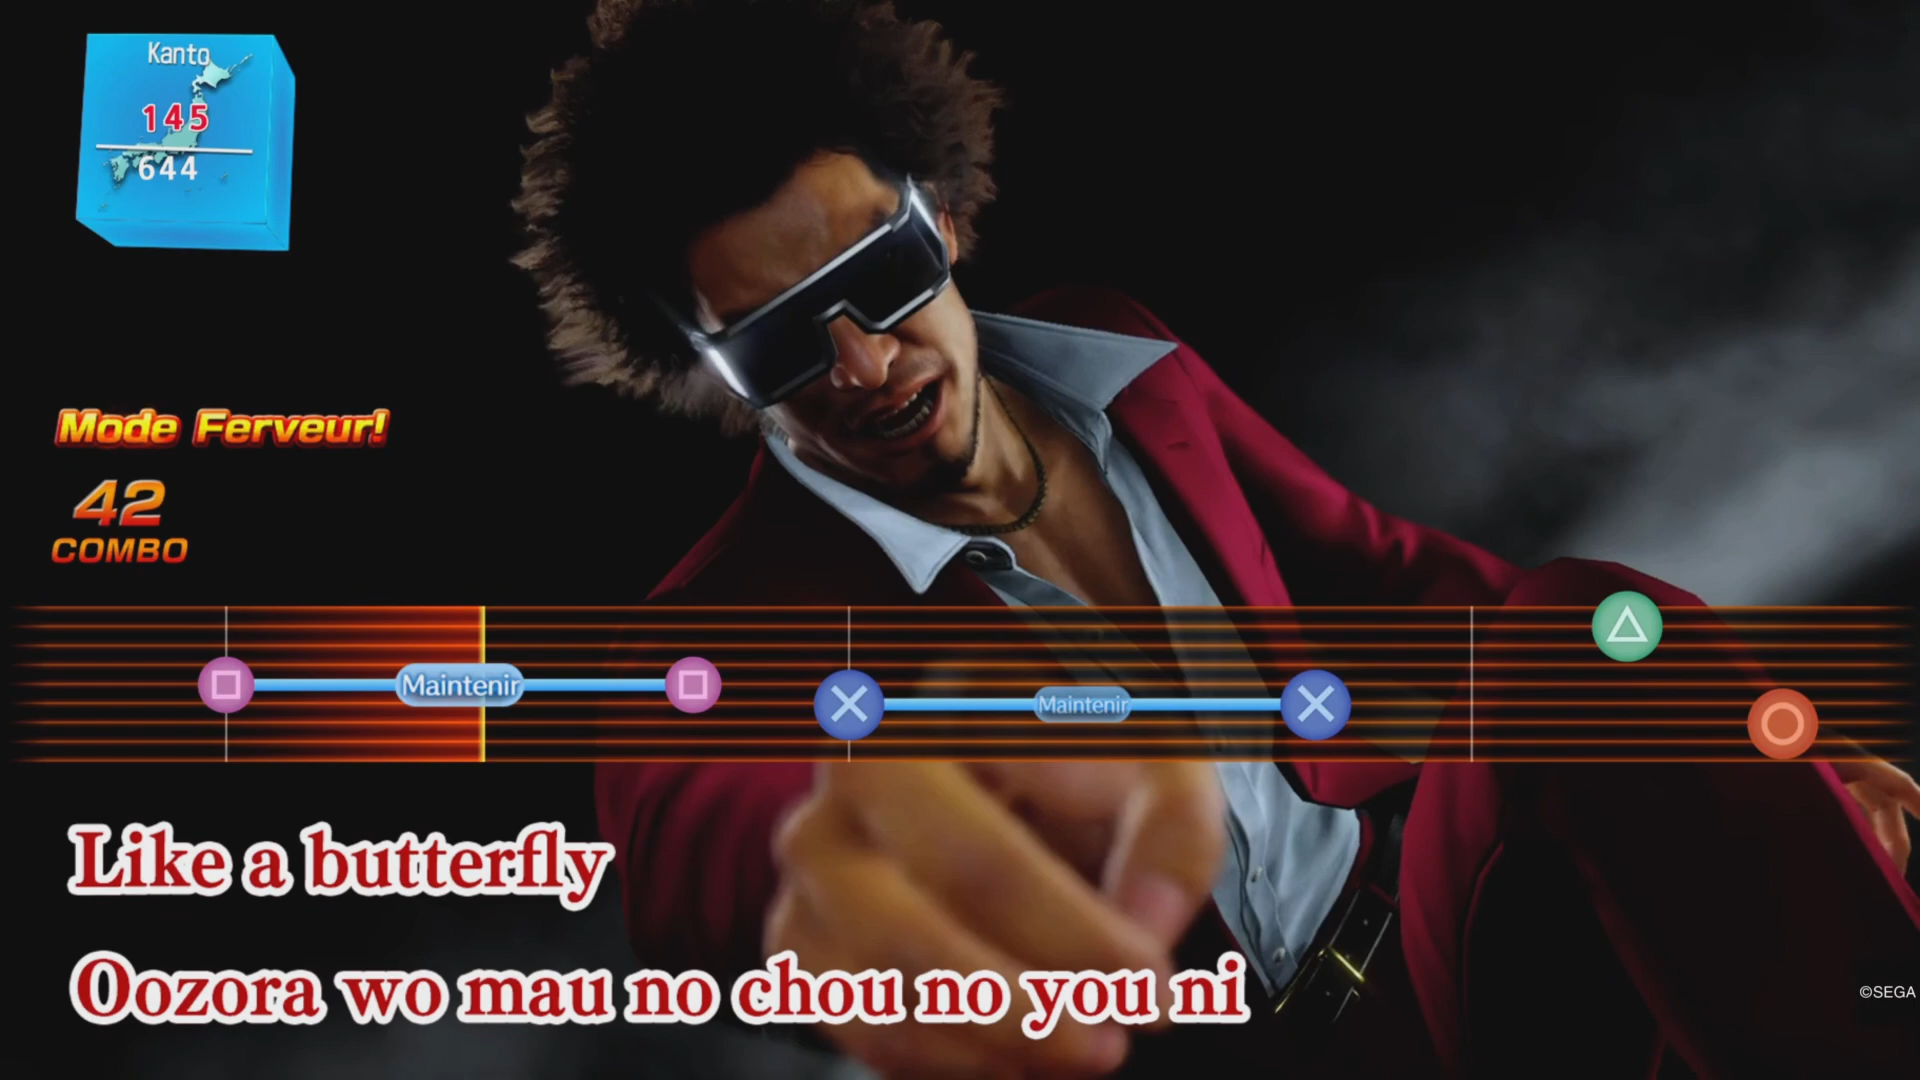 Kanto
145
644
Mode Ferveur!
42
COMBO
Maintenir
Maintenir
Like a butterfly
Oozora wo mau no chou no you ni
©SEGA